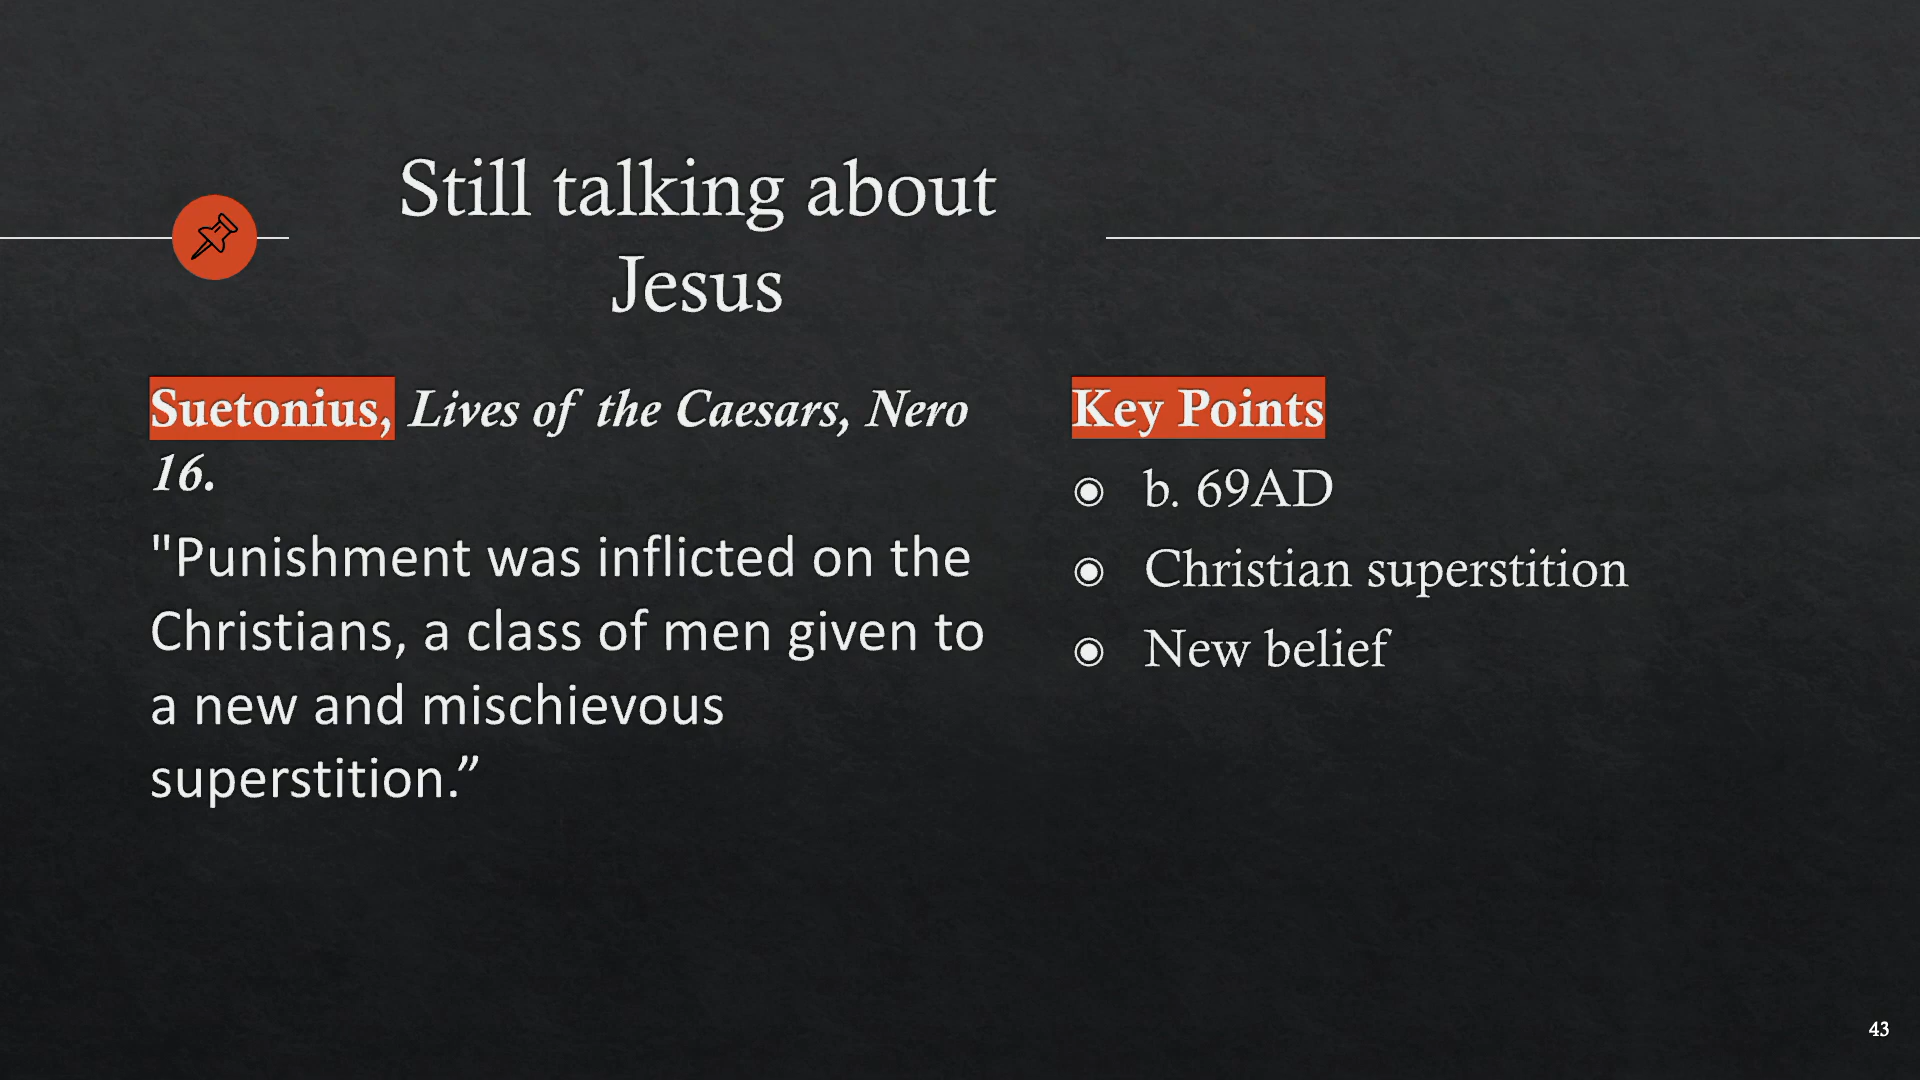 Still talking about
Jesus
Suetonius, Lives of the Caesars, Nero
16.
"Punishment was inflicted on the
Christians, a class of men given to
a new and mischievous
superstition.”
Key Points
◉ b. 69AD
◉ Christian superstition
◉ New belief
43